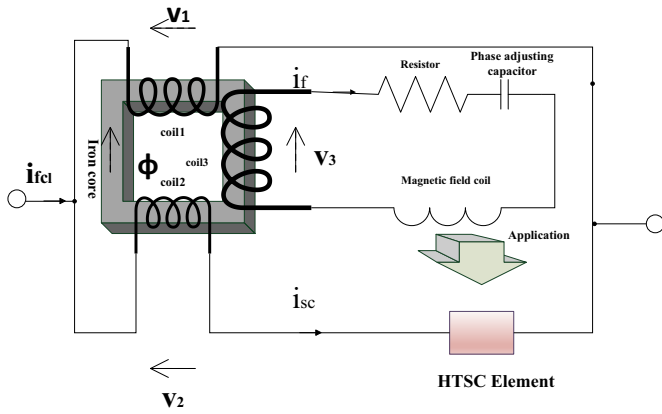 v1
if
Resistor
Phase adjusting
capacitor
Iron core
coil1
coil3
Φ
coil2
v3
ifcl
Magnetic field coil
Application
isc
HTSC Element
v2